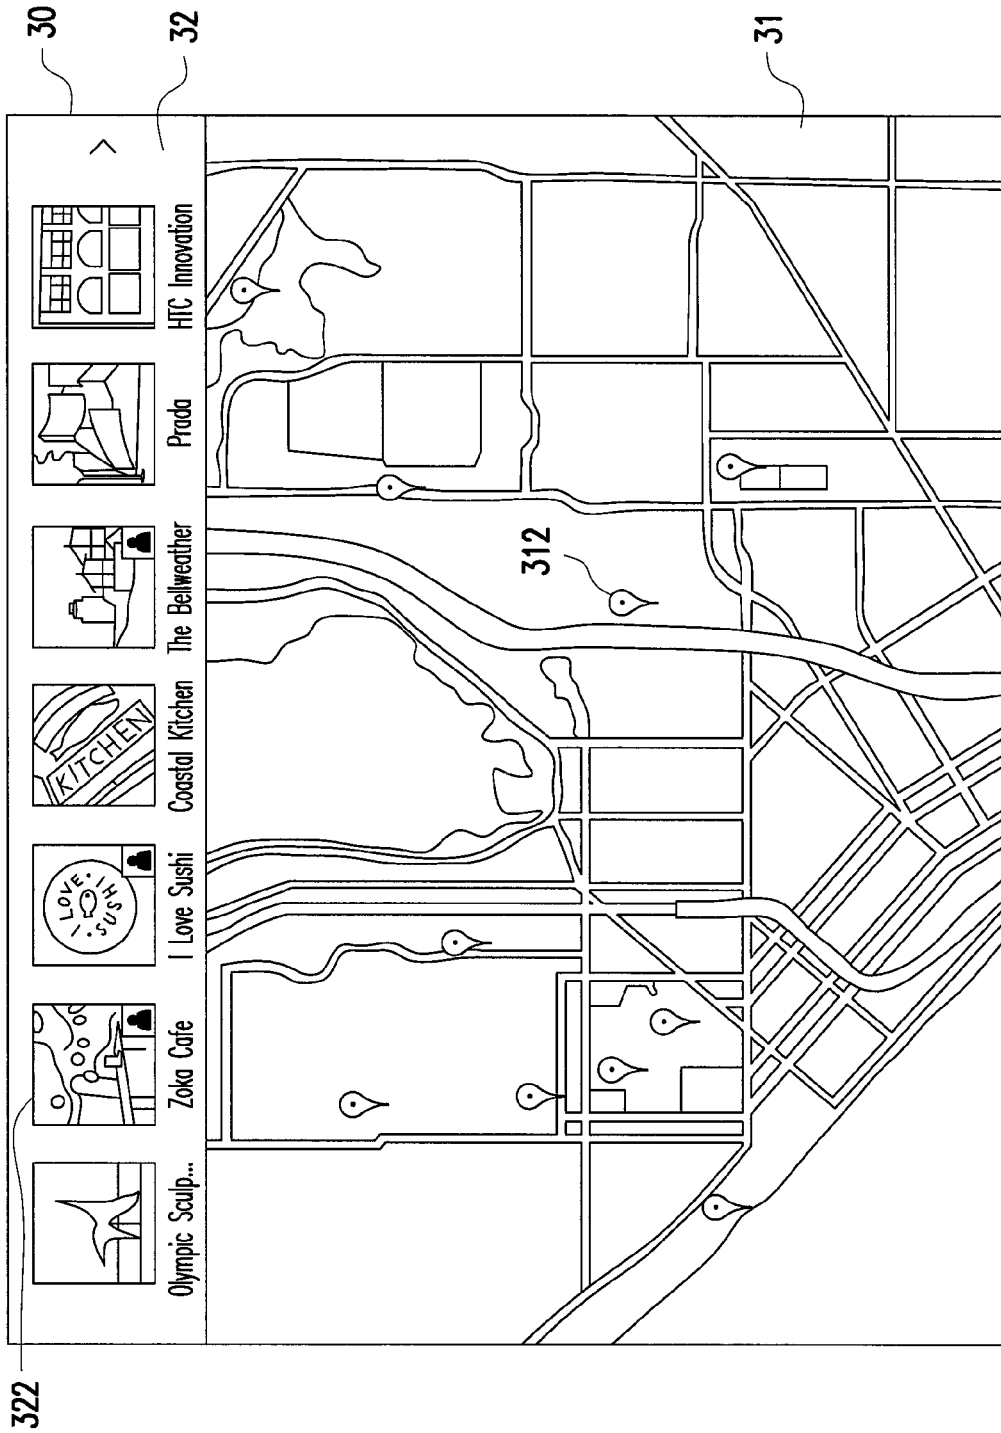 322
30
32
Olympic Sculp...
Zoka Cafe
I LOVE • SUSHI •
I Love Sushi
KITCHEN
Coastal Kitchen
The Bellweather
Prada
HTC Innovation
312
31